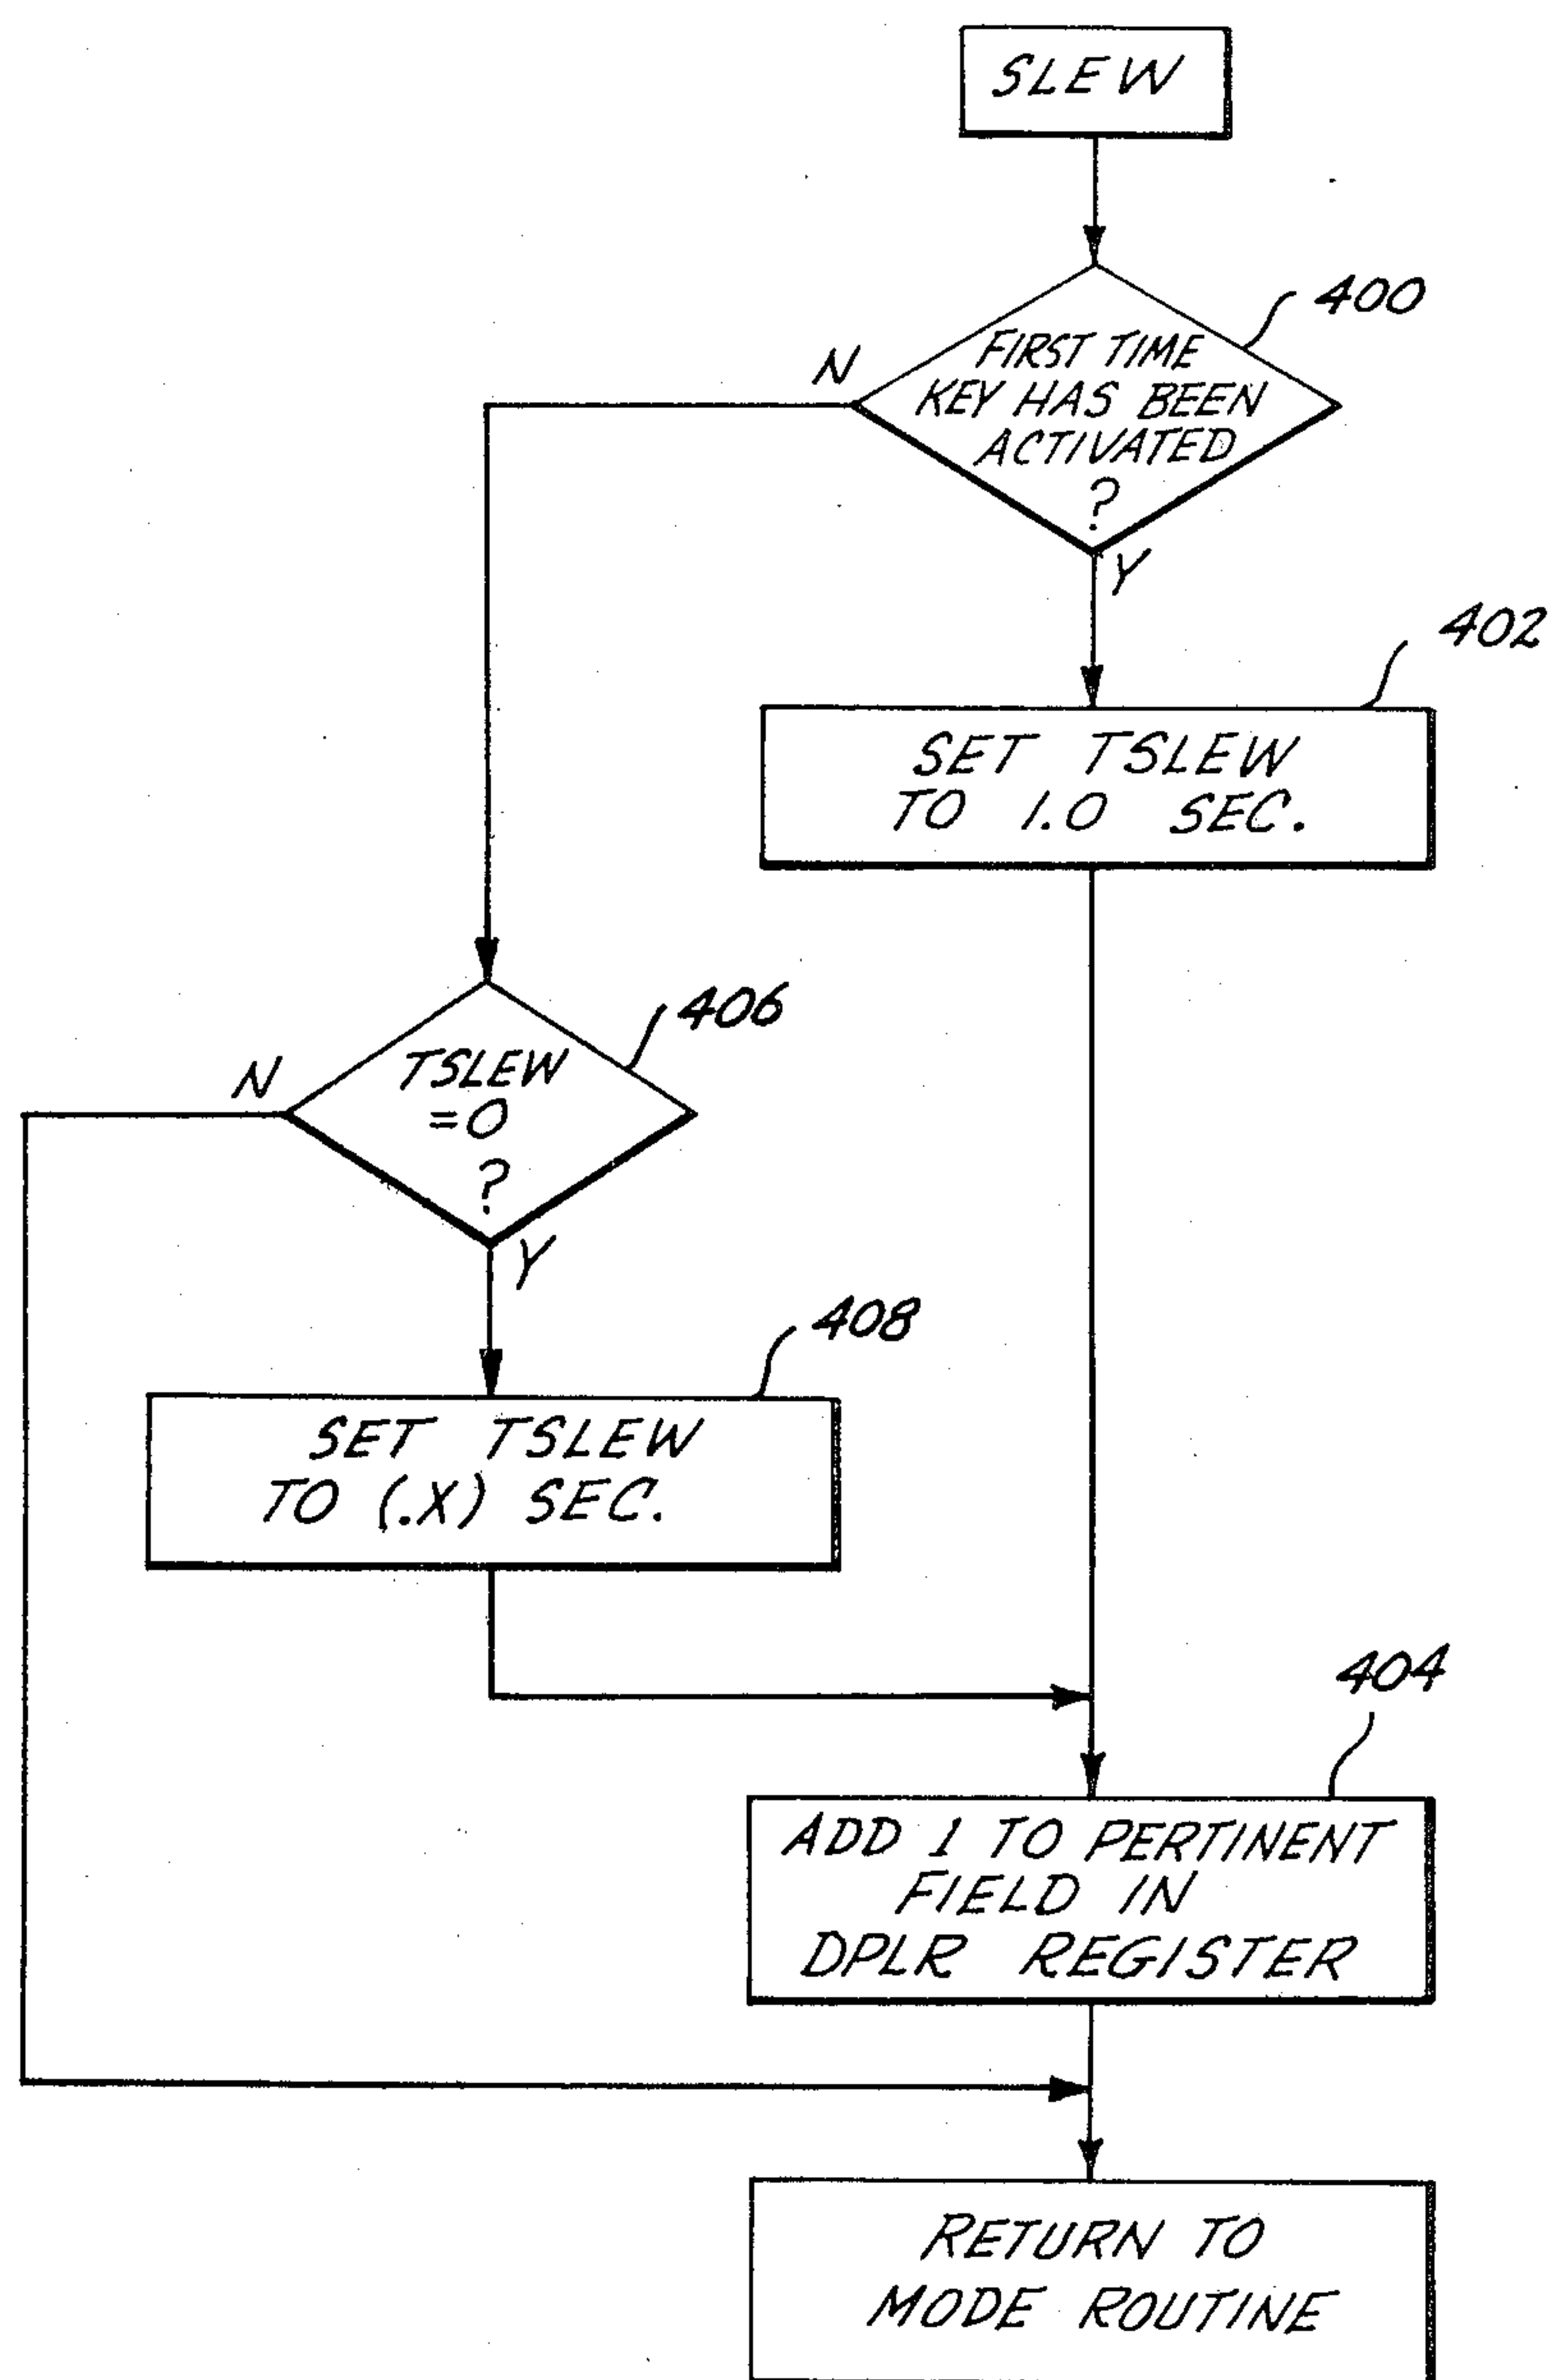 SLEW
400
FIRST TIME
KEY HAS BEEN
ACTIVATED
?
N
Y
402
SET TSLEW
TO 1.0 SEC.
406
TSLEW
=0
?
N
Y
408
SET TSLEW
TO (.X) SEC.
404
ADD 1 TO PERTINENT
FIELD IN
DPLR REGISTER
RETURN TO
MODE ROUTINE